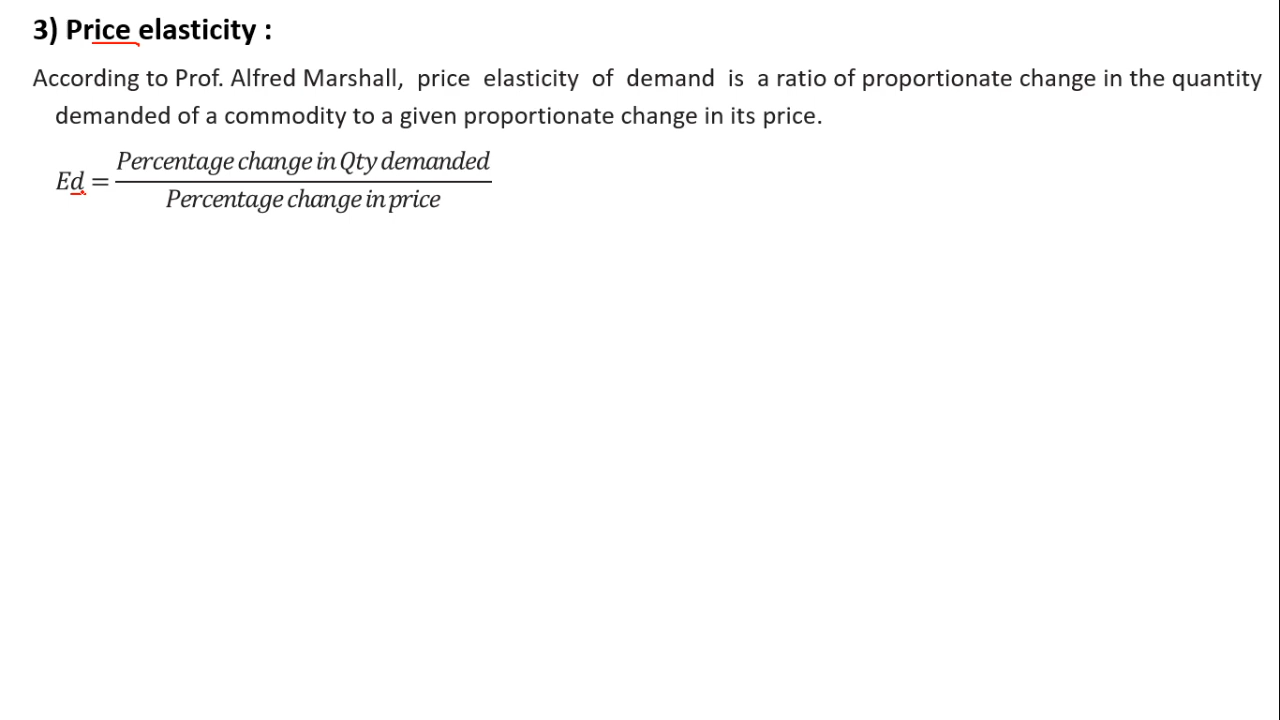 3) Price elasticity :
According to Prof. Alfred Marshall, price elasticity of demand is a ratio of proportionate change in the quantity
demanded of a commodity to a given proportionate change in its price.
Percentage change in Qty demanded
Ed =
Percentage change in price